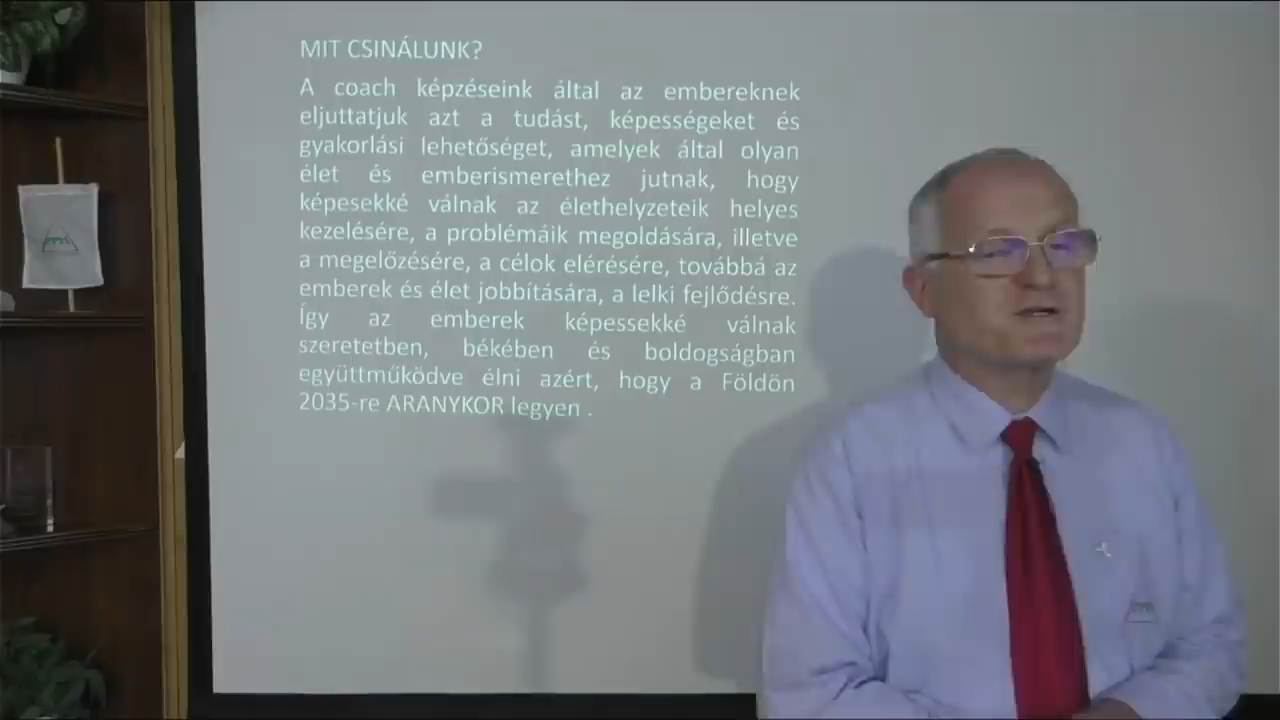 MIT CSINÁLUNK?
A coach képzéseink által az embereknek
eljuttatjuk azt a tudást, képességeket és
gyakorlási lehetőséget, amelyek által olyan
élet és emberismerethez jutnak, hogy
képesekké válnak az élethelyzeteik helyes
kezelésére, a problémáik megoldására, illetve
a megelőzésére, a célok elérésére, továbbá az
emberek és élet jobbítására, a lelki fejlődésre.
Így az emberek képessekké válnak
szeretetben, békében és boldogságban
együttműködve élni azért, hogy a Földön
2035-re ARANYKOR legyen .